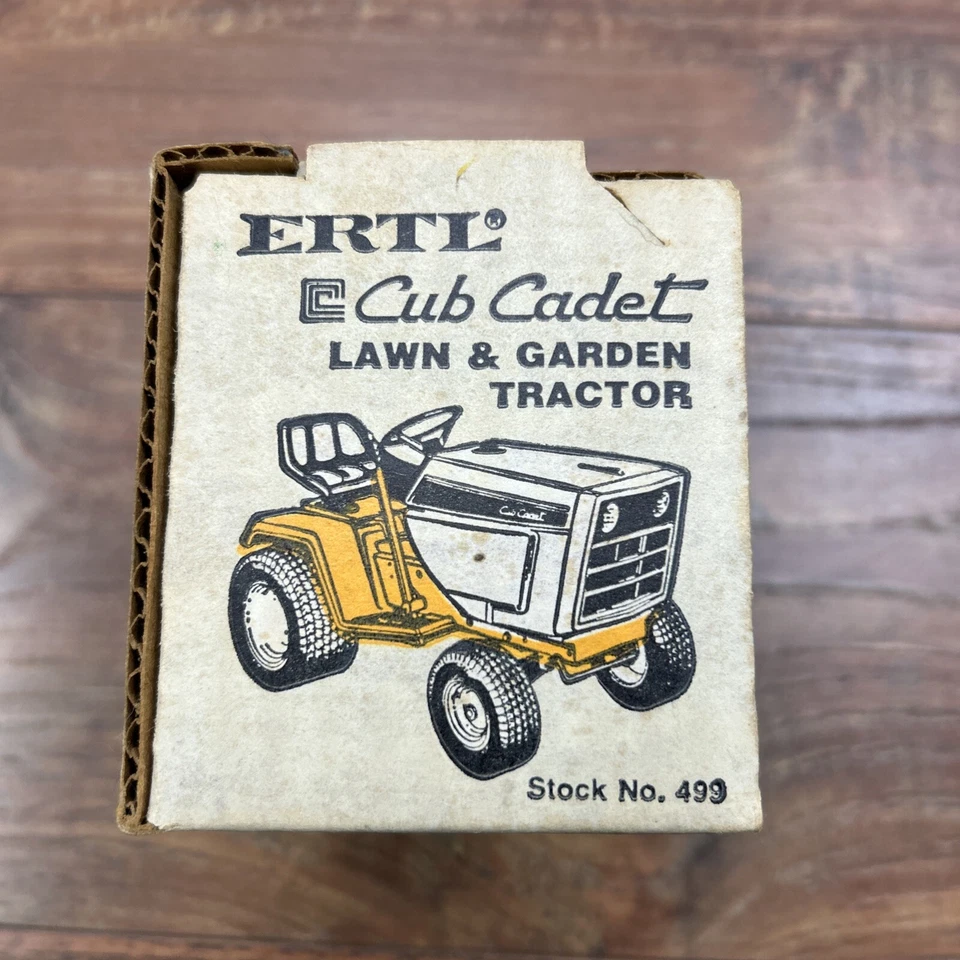 ERTL®
Cub Cadet
LAWN & GARDEN
TRACTOR
Cub Cadet
Stock No. 499